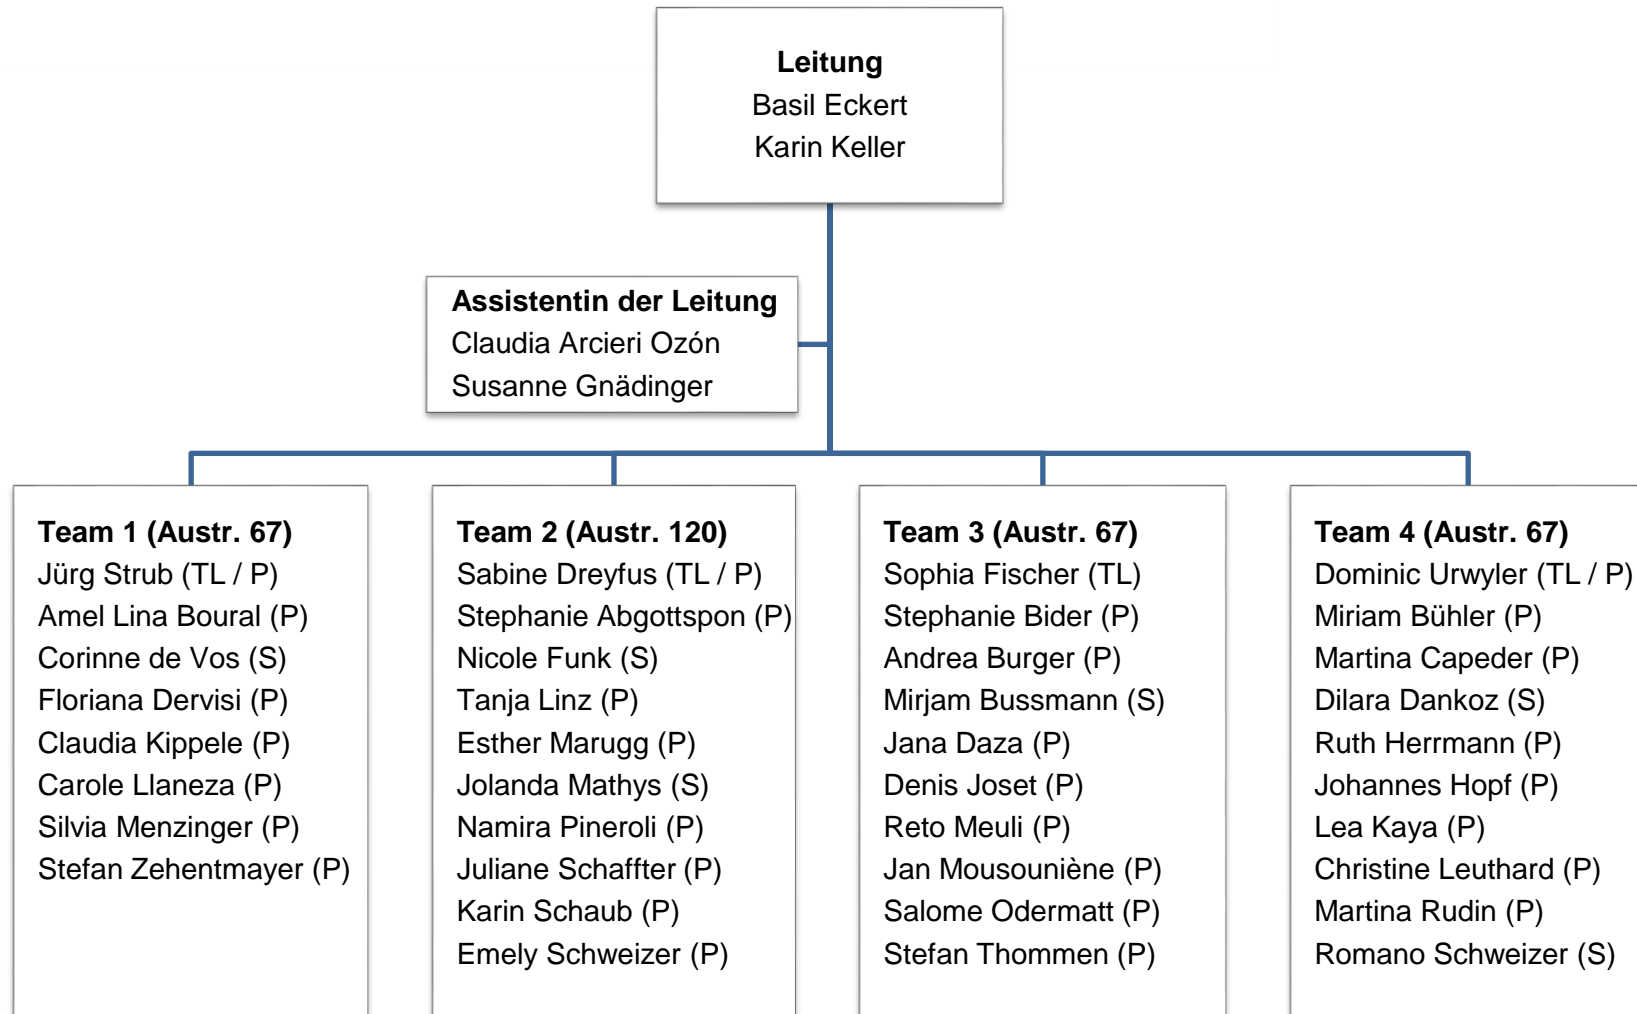 Leitung
Basil Eckert
Karin Keller
Assistentin der Leitung
Claudia Arcieri Ozón
Susanne Gnädinger
Team 1 (Austr. 67)
Jürg Strub (TL / P)
Amel Lina Boural (P)
Corinne de Vos (S)
Floriana Dervisi (P)
Claudia Kippele (P)
Carole Llaneza (P)
Silvia Menzinger (P)
Stefan Zehentmayer (P)
Team 2 (Austr. 120)
Sabine Dreyfus (TL / P)
Stephanie Abgottspon (P)
Nicole Funk (S)
Tanja Linz (P)
Esther Marugg (P)
Jolanda Mathys (S)
Namira Pineroli (P)
Juliane Schaffter (P)
Karin Schaub (P)
Emely Schweizer (P)
Team 3 (Austr. 67)
Sophia Fischer (TL)
Stephanie Bider (P)
Andrea Burger (P)
Mirjam Bussmann (S)
Jana Daza (P)
Denis Joset (P)
Reto Meuli (P)
Jan Mousouniène (P)
Salome Odermatt (P)
Stefan Thommen (P)
Team 4 (Austr. 67)
Dominic Urwyler (TL / P)
Miriam Bühler (P)
Martina Capeder (P)
Dilara Dankoz (S)
Ruth Herrmann (P)
Johannes Hopf (P)
Lea Kaya (P)
Christine Leuthard (P)
Martina Rudin (P)
Romano Schweizer (S)